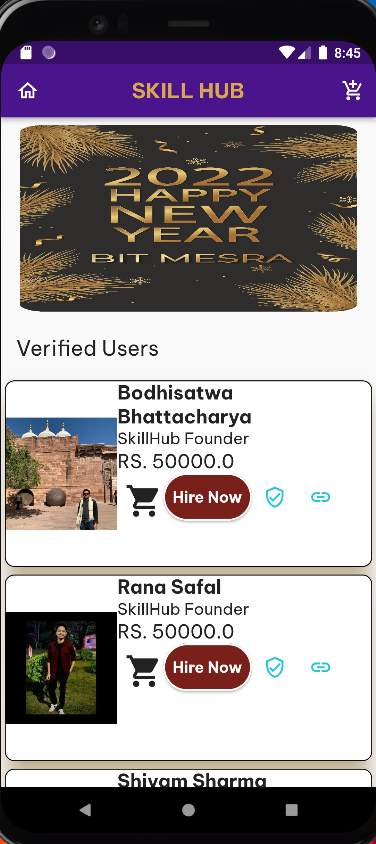 8:45
SKILL HUB
2022
HAPPY
NEW
YEAR
BIT MESRA
Verified Users
Bodhisatwa
Bhattacharya
SkillHub Founder
RS. 50000.0
Hire Now
Rana Safal
SkillHub Founder
RS. 50000.0
Hire Now
Shivam Sharma